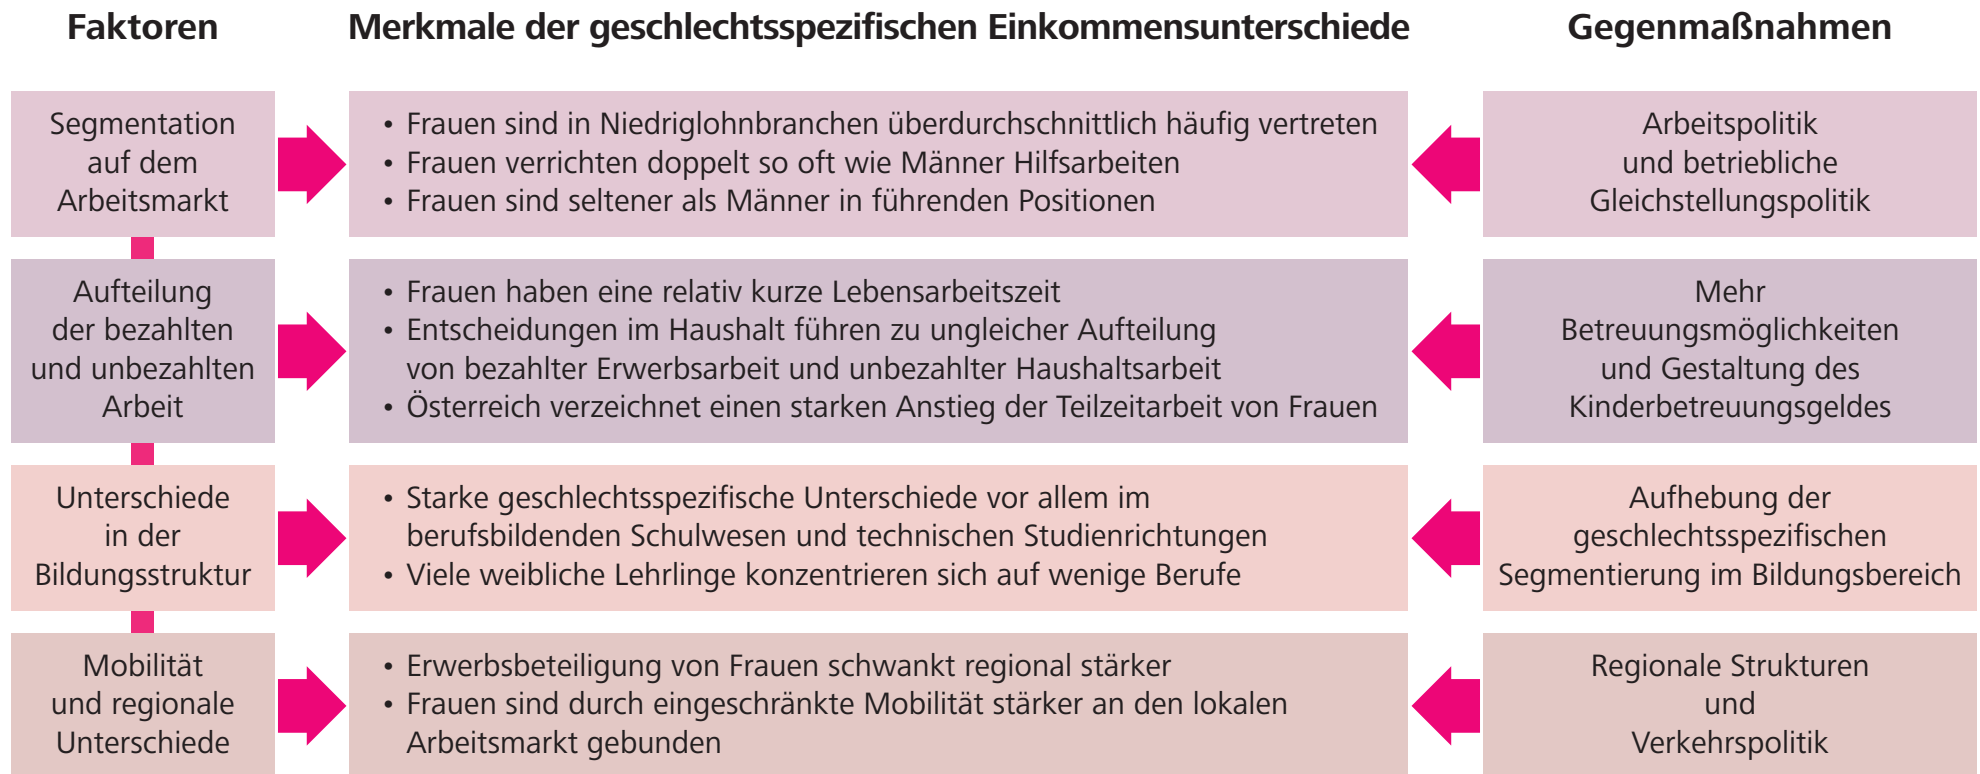 Faktoren
Merkmale der geschlechtsspezifischen Einkommensunterschiede
Gegenmaßnahmen
Segmentation
auf dem
Arbeitsmarkt
• Frauen sind in Niedriglohnbranchen überdurchschnittlich häufig vertreten
• Frauen verrichten doppelt so oft wie Männer Hilfsarbeiten
• Frauen sind seltener als Männer in führenden Positionen
Arbeitspolitik
und betriebliche
Gleichstellungspolitik
Aufteilung
der bezahlten
und unbezahlten
Arbeit
• Frauen haben eine relativ kurze Lebensarbeitszeit
• Entscheidungen im Haushalt führen zu ungleicher Aufteilung
von bezahlter Erwerbsarbeit und unbezahlter Haushaltsarbeit
• Österreich verzeichnet einen starken Anstieg der Teilzeitarbeit von Frauen
Mehr
Betreuungsmöglichkeiten
und Gestaltung des
Kinderbetreuungsgeldes
Unterschiede
in der
Bildungsstruktur
• Starke geschlechtsspezifische Unterschiede vor allem im
berufsbildenden Schulwesen und technischen Studienrichtungen
• Viele weibliche Lehrlinge konzentrieren sich auf wenige Berufe
Aufhebung der
geschlechtsspezifischen
Segmentierung im Bildungsbereich
Mobilität
und regionale
Unterschiede
• Erwerbsbeteiligung von Frauen schwankt regional stärker
• Frauen sind durch eingeschränkte Mobilität stärker an den lokalen
Arbeitsmarkt gebunden
Regionale Strukturen
und
Verkehrspolitik